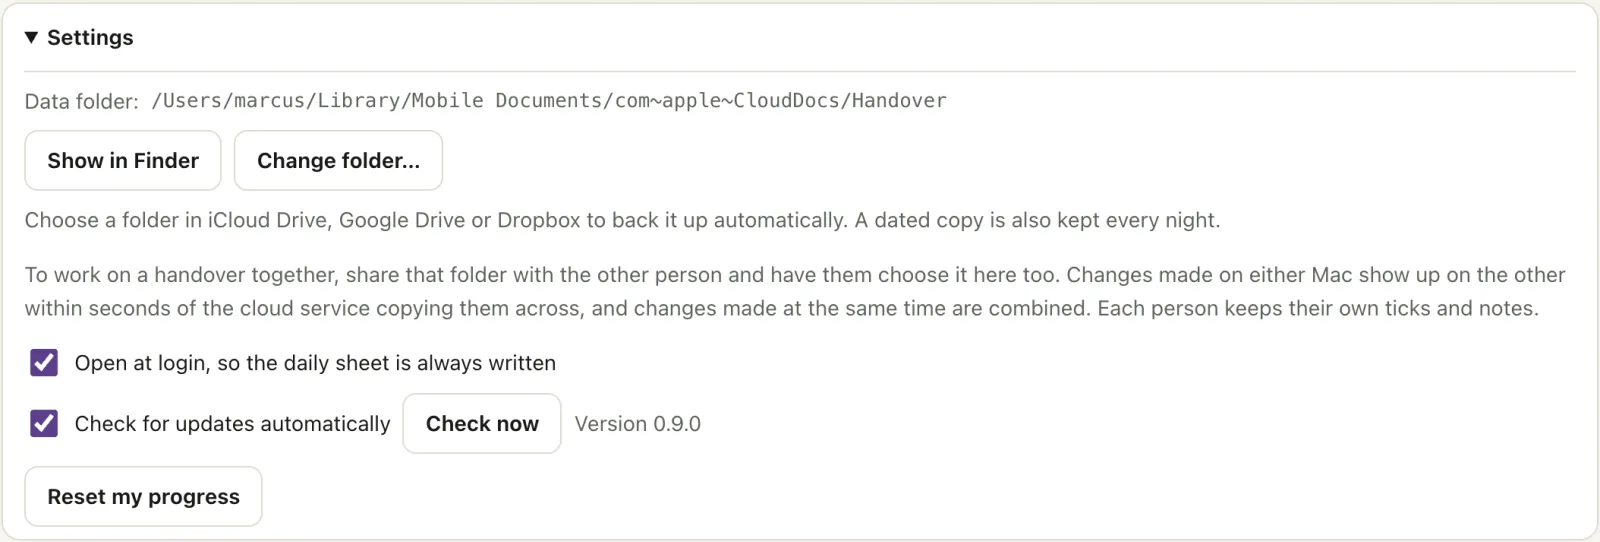 Settings
Data folder: /Users/marcus/Library/Mobile Documents/com~apple~CloudDocs/Handover
Show in Finder
Change folder...
Choose a folder in iCloud Drive, Google Drive or Dropbox to back it up automatically. A dated copy is also kept every night.
To work on a handover together, share that folder with the other person and have them choose it here too. Changes made on either Mac show up on the other
within seconds of the cloud service copying them across, and changes made at the same time are combined. Each person keeps their own ticks and notes.
Open at login, so the daily sheet is always written
Check for updates automatically
Check now
Version 0.9.0
Reset my progress